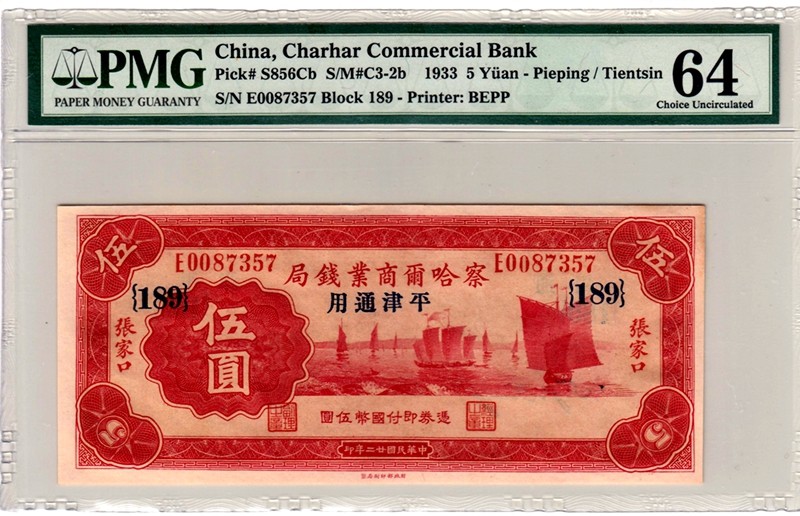 PMG
PAPER MONEY GUARANTY
China, Charhar Commercial Bank
Pick# S856Cb S/M#C3-2b 1933 5 Yüan - Pieping / Tientsin
S/N E0087357 Block 189 - Printer: BEPP
64
Choice Uncirculated
伍
伍
E0087357
E0087357
局錢業商爾哈察
用通津平
{189}
{189}
張家口
伍圓
張家口
圓伍幣國付即券憑
5
5
印年二廿國民華中